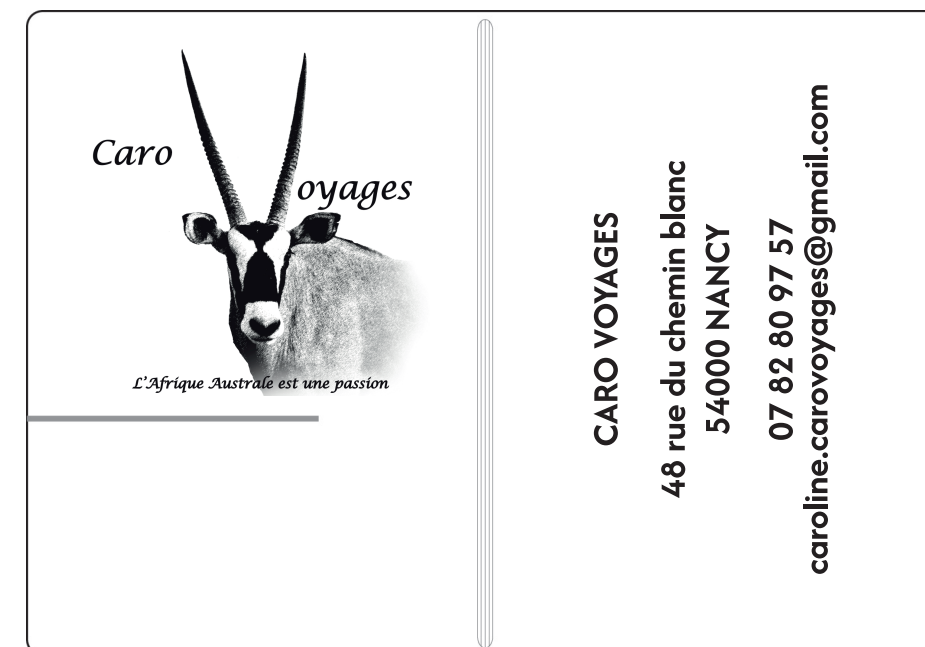 Caro
oyages
L'Afrique Australe est une passion
CARO VOYAGES
48 rue du chemin blanc
54000 NANCY
07 82 80 97 57
caroline.carovoyages@gmail.com